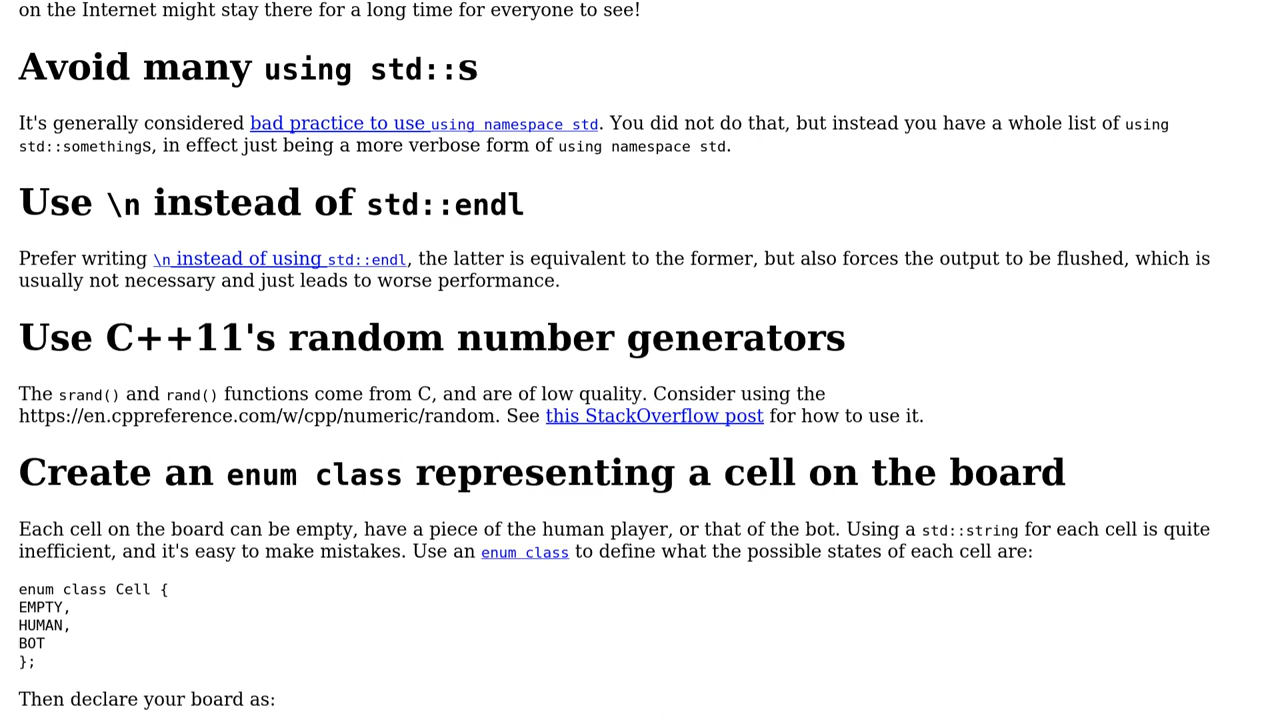 on the Internet might stay there for a long time for everyone to see!
Avoid many using std::s
It's generally considered bad practice to use using namespace std. You did not do that, but instead you have a whole list of using
std::somethings, in effect just being a more verbose form of using namespace std.
Use \n instead of std::endl
Prefer writing \n instead of using std::endl, the latter is equivalent to the former, but also forces the output to be flushed, which is
usually not necessary and just leads to worse performance.
Use C++11's random number generators
The srand() and rand() functions come from C, and are of low quality. Consider using the
https://en.cppreference.com/w/cpp/numeric/random. See this StackOverflow post for how to use it.
Create an enum class representing a cell on the board
Each cell on the board can be empty, have a piece of the human player, or that of the bot. Using a std::string for each cell is quite
inefficient, and it's easy to make mistakes. Use an enum class to define what the possible states of each cell are:
enum class Cell {
EMPTY,
HUMAN,
BOT
};
Then declare your board as: